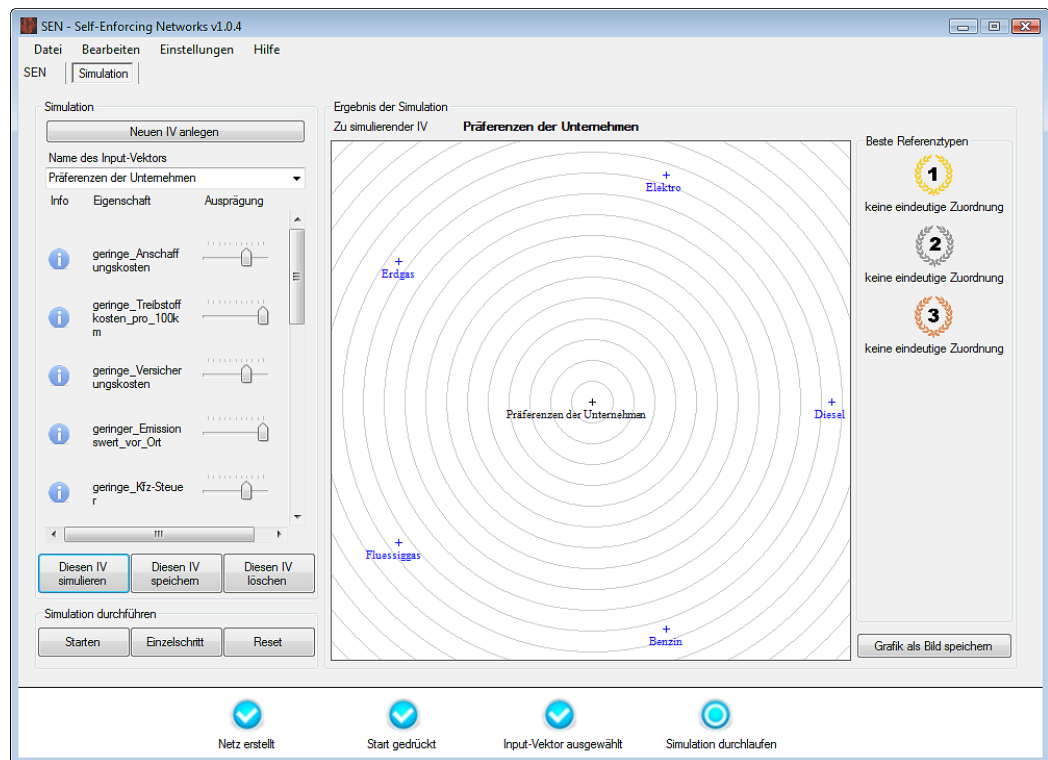 SEN - Self-Enforcing Networks v1.0.4
Datei Bearbeiten Einstellungen Hilfe
SEN Simulation
Simulation
Neuen IV anlegen
Name des Input-Vektors
Präferenzen der Unternehmen
Info Eigenschaft Ausprägung
geringe_Anschaff
ungskosten
geringe_Treibstoff
kosten_pro_100k
m
geringe_Versicher
ungskosten
geringer_Emission
swert_vor_Ort
geringe_Kfz-Steue
r
Diesen IV
simulieren
Diesen IV
speichern
Diesen IV
löschen
Simulation durchführen
Starten Einzelschritt Reset
Ergebnis der Simulation
Zu simulierender IV Präferenzen der Unternehmen
Elektro
Erdgas
Präferenzen der Unternehmen
Diesel
Fluessiggas
Benzin
Beste Referenztypen
1
keine eindeutige Zuordnung
2
keine eindeutige Zuordnung
3
keine eindeutige Zuordnung
Grafik als Bild speichern
Netz erstellt Start gedrückt Input-Vektor ausgewählt Simulation durchlaufen